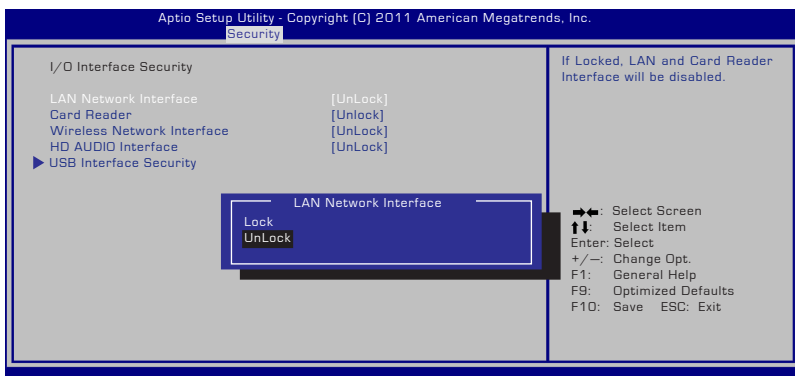 Aptio Setup Utility - Copyright (C) 2011 American Megatrends, Inc.
Security
I/O Interface Security
LAN Network Interface [UnLock]
Card Reader [Unlock]
Wireless Network Interface [UnLock]
HD AUDIO Interface [UnLock]
USB Interface Security
If Locked, LAN and Card Reader
Interface will be disabled.
LAN Network Interface
Lock
UnLock
→←: Select Screen
↑↓: Select Item
Enter: Select
+/—: Change Opt.
F1: General Help
F9: Optimized Defaults
F10: Save ESC: Exit